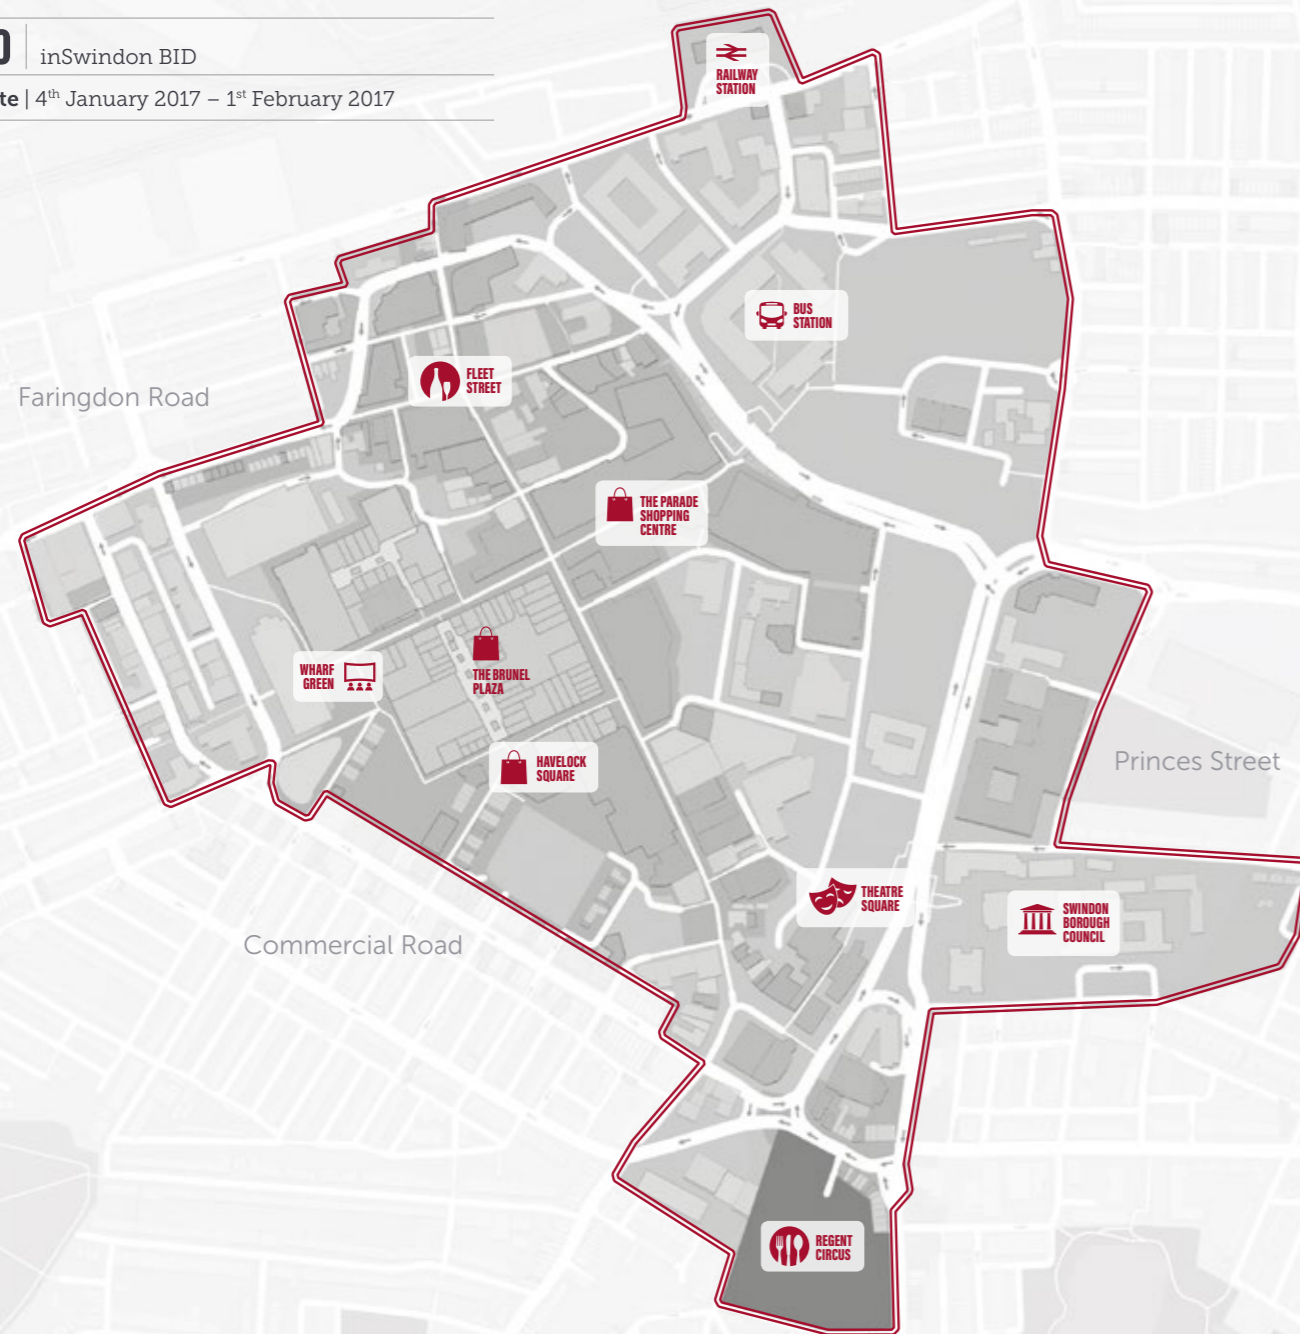 inSwindon BID
4th January 2017 – 1st February 2017
RAILWAY
STATION
BUS
STATION
FLEET
STREET
Faringdon Road
THE PARADE
SHOPPING
CENTRE
WHARF
GREEN
THE BRUNEL
PLAZA
HAVELOCK
SQUARE
Princes Street
THEATRE
SQUARE
SWINDON
BOROUGH
COUNCIL
Commercial Road
REGENT
CIRCUS